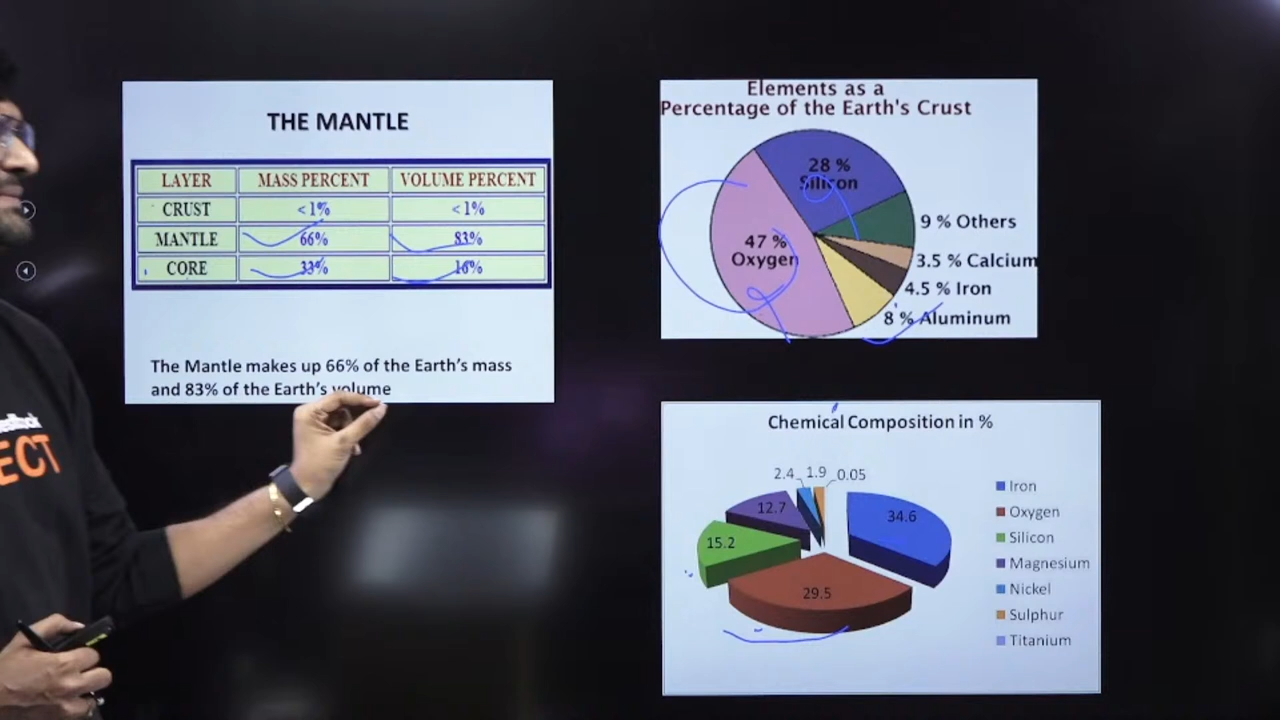 THE MANTLE
LAYER MASS PERCENT VOLUME PERCENT
CRUST <1% <1%
MANTLE 66% 83%
CORE 33% 16%
The Mantle makes up 66% of the Earth's mass
and 83% of the Earth's volume
ECT
Elements as a
Percentage of the Earth's Crust
28 %
Silicon
47 %
Oxygen
9 % Others
3.5 % Calcium
4.5 % Iron
8 % Aluminum
Chemical Composition in %
2.4 1.9 0.05
12.7
34.6
15.2
29.5
Iron
Oxygen
Silicon
Magnesium
Nickel
Sulphur
Titanium